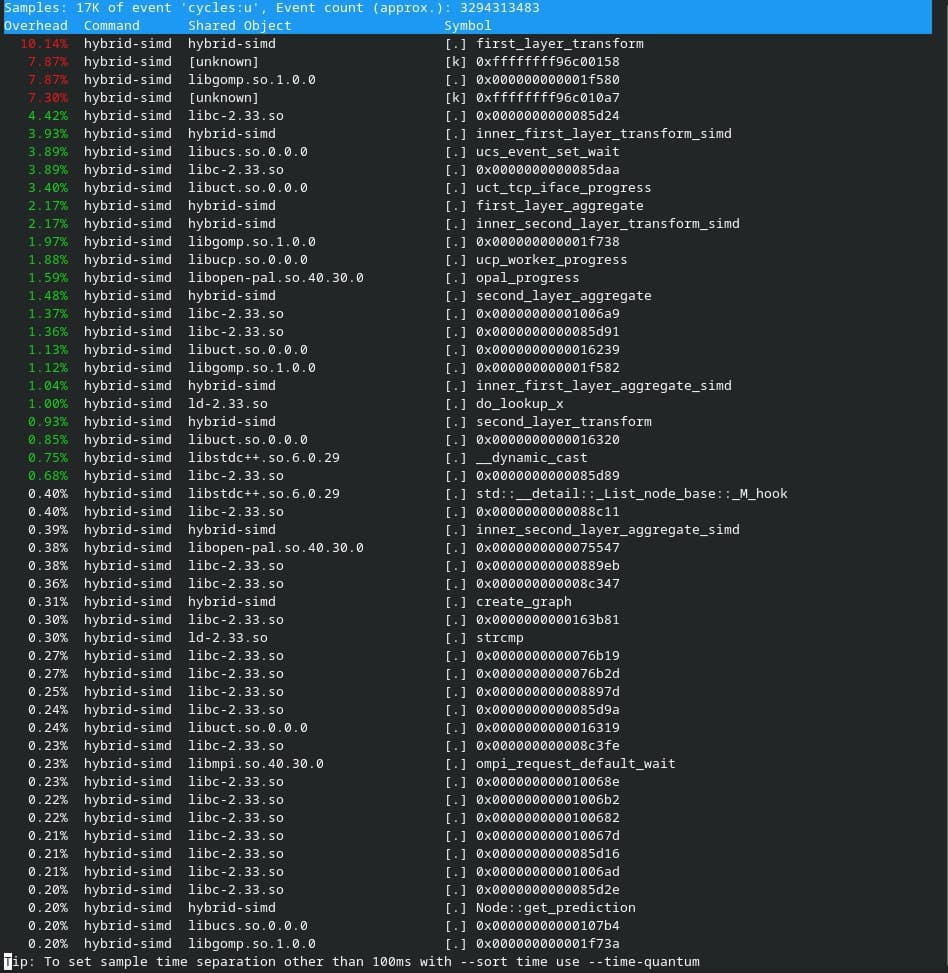 Samples: 17K of event 'cycles:u', Event count (approx.): 3294313483
Overhead  Command      Shared Object                   Symbol
  10.14%  hybrid-simd  hybrid-simd                     [.] first_layer_transform
   7.87%  hybrid-simd  [unknown]                       [k] 0xffffffff96c00158
   7.87%  hybrid-simd  libgomp.so.1.0.0                [.] 0x000000000001f580
   7.30%  hybrid-simd  [unknown]                       [k] 0xffffffff96c010a7
   4.42%  hybrid-simd  libc-2.33.so                    [.] 0x0000000000085d24
   3.93%  hybrid-simd  hybrid-simd                     [.] inner_first_layer_transform_simd
   3.89%  hybrid-simd  libucs.so.0.0.0                 [.] ucs_event_set_wait
   3.89%  hybrid-simd  libc-2.33.so                    [.] 0x0000000000085daa
   3.40%  hybrid-simd  libuct.so.0.0.0                 [.] uct_tcp_iface_progress
   2.17%  hybrid-simd  hybrid-simd                     [.] first_layer_aggregate
   2.17%  hybrid-simd  hybrid-simd                     [.] inner_second_layer_transform_simd
   1.97%  hybrid-simd  libgomp.so.1.0.0                [.] 0x000000000001f738
   1.88%  hybrid-simd  libucp.so.0.0.0                 [.] ucp_worker_progress
   1.59%  hybrid-simd  libopen-pal.so.40.30.0          [.] opal_progress
   1.48%  hybrid-simd  hybrid-simd                     [.] second_layer_aggregate
   1.37%  hybrid-simd  libc-2.33.so                    [.] 0x00000000001006a9
   1.36%  hybrid-simd  libc-2.33.so                    [.] 0x0000000000085d91
   1.13%  hybrid-simd  libuct.so.0.0.0                 [.] 0x0000000000016239
   1.12%  hybrid-simd  libgomp.so.1.0.0                [.] 0x000000000001f582
   1.04%  hybrid-simd  hybrid-simd                     [.] inner_first_layer_aggregate_simd
   1.00%  hybrid-simd  ld-2.33.so                      [.] do_lookup_x
   0.93%  hybrid-simd  hybrid-simd                     [.] second_layer_transform
   0.85%  hybrid-simd  libuct.so.0.0.0                 [.] 0x0000000000016320
   0.75%  hybrid-simd  libstdc++.so.6.0.29             [.] __dynamic_cast
   0.68%  hybrid-simd  libc-2.33.so                    [.] 0x0000000000085d89
   0.40%  hybrid-simd  libstdc++.so.6.0.29             [.] std::__detail::_List_node_base::_M_hook
   0.40%  hybrid-simd  libc-2.33.so                    [.] 0x0000000000088c11
   0.39%  hybrid-simd  hybrid-simd                     [.] inner_second_layer_aggregate_simd
   0.38%  hybrid-simd  libopen-pal.so.40.30.0          [.] 0x0000000000075547
   0.38%  hybrid-simd  libc-2.33.so                    [.] 0x00000000000889eb
   0.36%  hybrid-simd  libc-2.33.so                    [.] 0x000000000008c347
   0.31%  hybrid-simd  hybrid-simd                     [.] create_graph
   0.30%  hybrid-simd  libc-2.33.so                    [.] 0x0000000000163b81
   0.30%  hybrid-simd  ld-2.33.so                      [.] strcmp
   0.27%  hybrid-simd  libc-2.33.so                    [.] 0x0000000000076b19
   0.27%  hybrid-simd  libc-2.33.so                    [.] 0x0000000000076b2d
   0.25%  hybrid-simd  libc-2.33.so                    [.] 0x000000000008897d
   0.24%  hybrid-simd  libc-2.33.so                    [.] 0x0000000000085d9a
   0.24%  hybrid-simd  libuct.so.0.0.0                 [.] 0x0000000000016319
   0.23%  hybrid-simd  libc-2.33.so                    [.] 0x000000000008c3fe
   0.23%  hybrid-simd  libmpi.so.40.30.0               [.] ompi_request_default_wait
   0.23%  hybrid-simd  libc-2.33.so                    [.] 0x000000000010068e
   0.22%  hybrid-simd  libc-2.33.so                    [.] 0x00000000001006b2
   0.22%  hybrid-simd  libc-2.33.so                    [.] 0x0000000000100682
   0.21%  hybrid-simd  libc-2.33.so                    [.] 0x000000000010067d
   0.21%  hybrid-simd  libc-2.33.so                    [.] 0x0000000000085d16
   0.21%  hybrid-simd  libc-2.33.so                    [.] 0x00000000001006ad
   0.20%  hybrid-simd  libc-2.33.so                    [.] 0x0000000000085d2e
   0.20%  hybrid-simd  hybrid-simd                     [.] Node::get_prediction
   0.20%  hybrid-simd  libucs.so.0.0.0                 [.] 0x00000000000107b4
   0.20%  hybrid-simd  libgomp.so.1.0.0                [.] 0x000000000001f73a
Tip: To set sample time separation other than 100ms with --sort time use --time-quantum